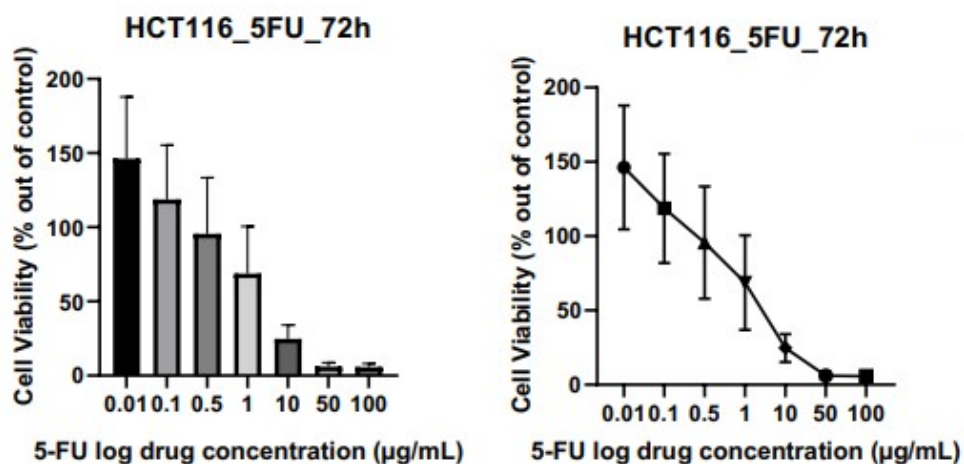 HCT116_5FU_72h
Cell Viability (% out of control)
200
150
100
50
0
0.01 0.1 0.5 1 10 50 100
5-FU log drug concentration (µg/mL)
HCT116_5FU_72h
Cell Viability (% out of control)
200
150
100
50
0
0.01 0.1 0.5 1 10 50 100
5-FU log drug concentration (µg/mL)